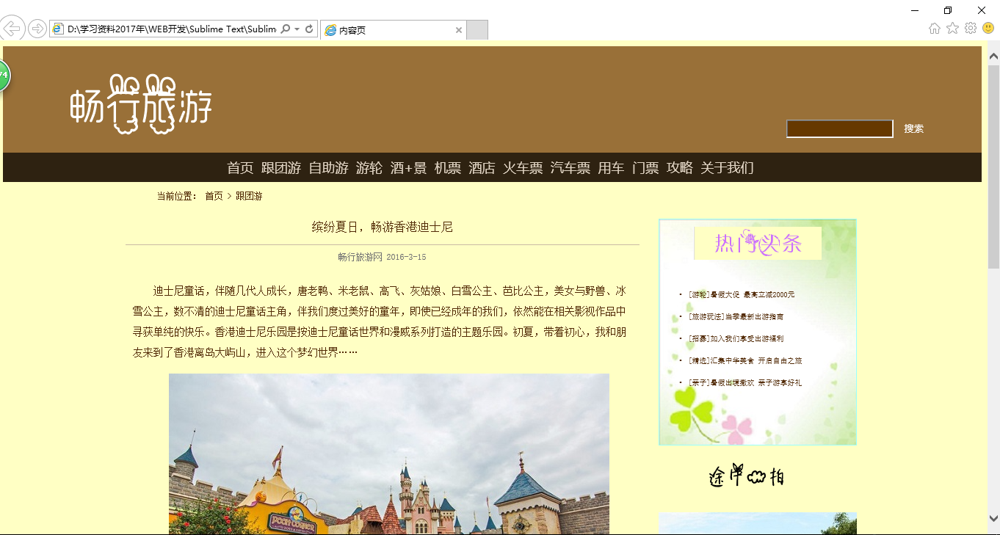 D:\学习资料2017年\WEB开发\Sublime Text\Sublim
内容页
74
畅行旅游
搜索
首页 跟团游 自助游 游轮 酒+景 机票 酒店 火车票 汽车票 用车 门票 攻略 关于我们
当前位置： 首页 > 跟团游
缤纷夏日，畅游香港迪士尼
畅行旅游网 2016-3-15
迪士尼童话，伴随几代人成长，唐老鸭、米老鼠、高飞、灰姑娘、白雪公主、芭比公主，美女与野兽、冰
雪公主，数不清的迪士尼童话主角，伴我们度过美好的童年，即使已经成年的我们，依然能在相关影视作品中
寻获单纯的快乐。香港迪士尼乐园是按迪士尼童话世界和漫威系列打造的主题乐园。初夏，带着初心，我和朋
友来到了香港离岛大屿山，进入这个梦幻世界……
POOH CORNER
热门头条
· [游轮]暑假大促 最高立减2000元
· [旅游玩法]当季最新出游指南
· [招募]加入我们享受出游福利
· [精选]汇集中华美食 开启自由之旅
· [亲子]暑假出境撒欢 亲子游享好礼
途中心拍